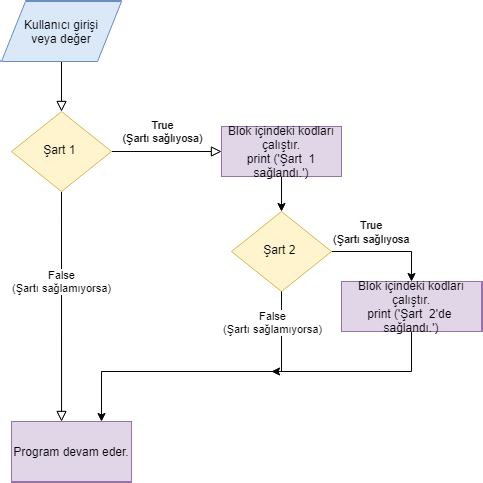 Kullanıcı girişi
veya değer
Şart 1
True
(Şartı sağlıyosa)
Blok içindeki kodları
çalıştır.
print ('Şart 1
sağlandı.')
Şart 2
True
(Şartı sağlıyosa
Blok içindeki kodları
çalıştır.
print ('Şart 2'de
sağlandı.')
False
(Şartı sağlamıyorsa)
False
(Şartı sağlamıyorsa)
Program devam eder.